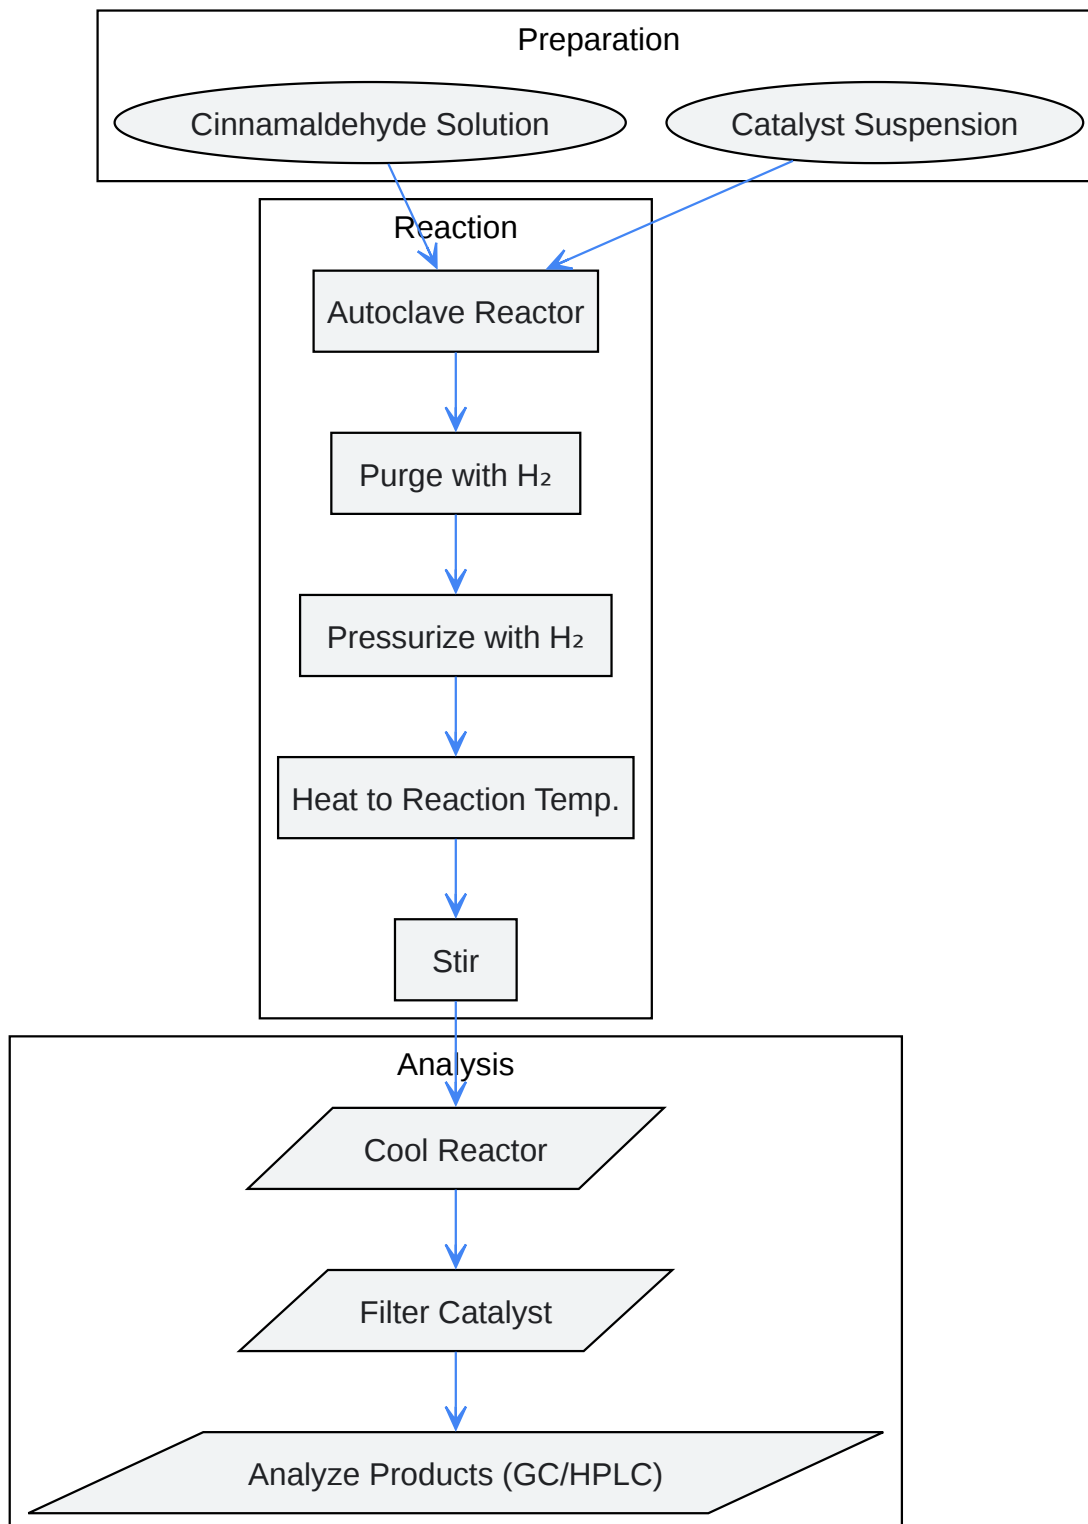 Preparation
Cinnamaldehyde Solution
Catalyst Suspension
Reaction
Autoclave Reactor
Purge with H₂
Pressurize with H₂
Heat to Reaction Temp.
Stir
Analysis
Cool Reactor
Filter Catalyst
Analyze Products (GC/HPLC)